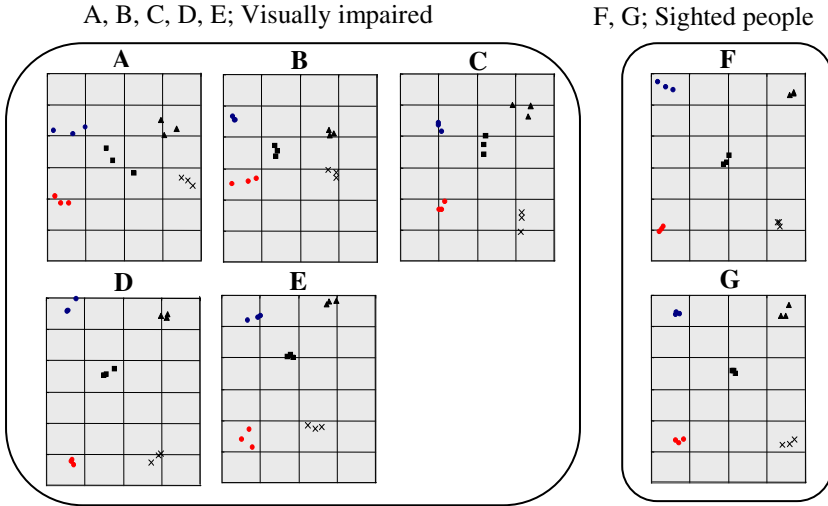 A, B, C, D, E; Visually impaired
F, G; Sighted people
A
B
C
F
D
E
G